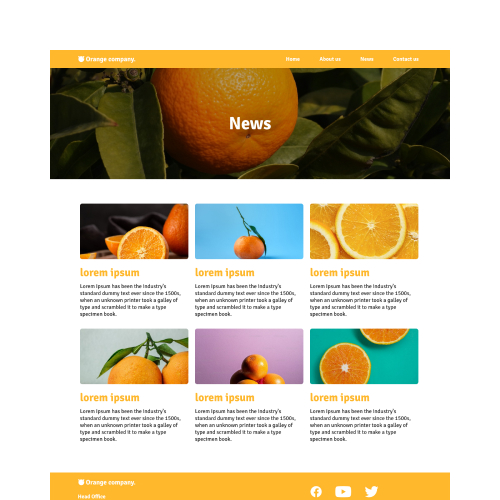 Orange company.
Home About us News Contact us
News
lorem ipsum
Lorem Ipsum has been the industry's
standard dummy text ever since the 1500s,
when an unknown printer took a galley of
type and scrambled it to make a type
specimen book.
lorem ipsum
Lorem Ipsum has been the industry's
standard dummy text ever since the 1500s,
when an unknown printer took a galley of
type and scrambled it to make a type
specimen book.
lorem ipsum
Lorem Ipsum has been the industry's
standard dummy text ever since the 1500s,
when an unknown printer took a galley of
type and scrambled it to make a type
specimen book.
lorem ipsum
Lorem Ipsum has been the industry's
standard dummy text ever since the 1500s,
when an unknown printer took a galley of
type and scrambled it to make a type
specimen book.
lorem ipsum
Lorem Ipsum has been the industry's
standard dummy text ever since the 1500s,
when an unknown printer took a galley of
type and scrambled it to make a type
specimen book.
lorem ipsum
Lorem Ipsum has been the industry's
standard dummy text ever since the 1500s,
when an unknown printer took a galley of
type and scrambled it to make a type
specimen book.
Orange company.
Head Office